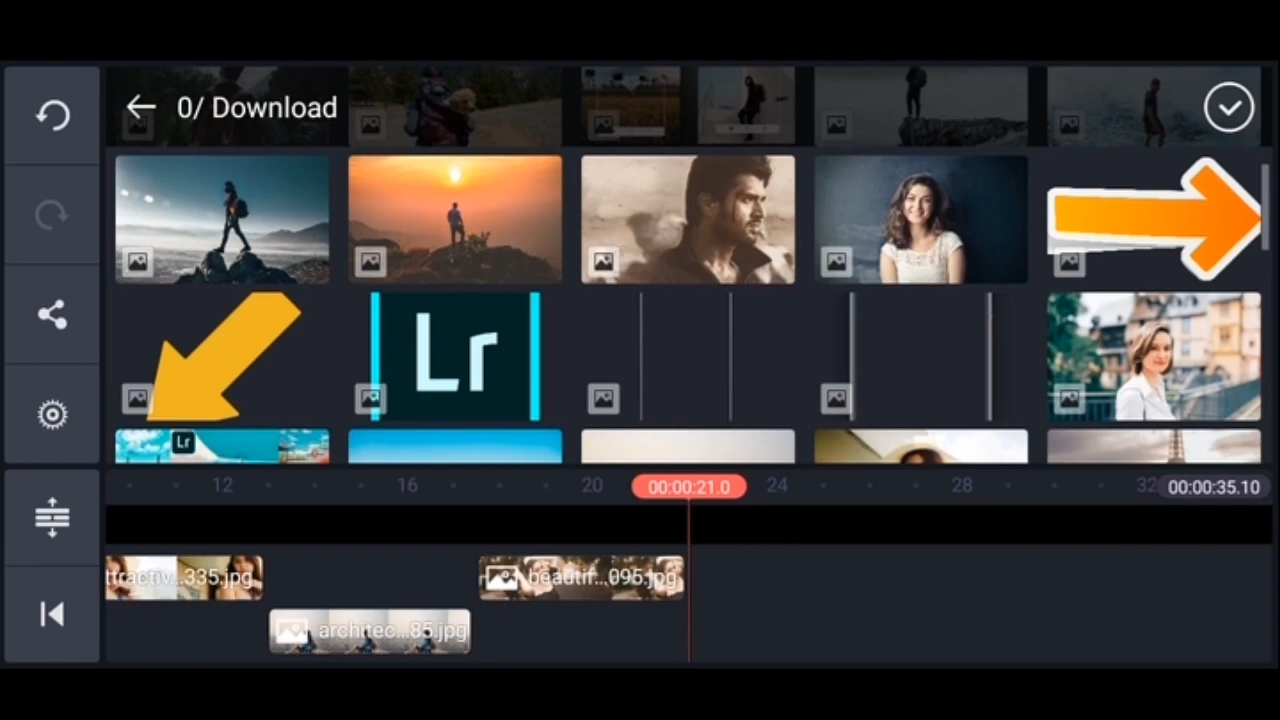 0/ Download
Lr
Lr
12
16
20
00:00:21.0
24
28
32
00:00:35.10
ttractiv...335.jpg
beautif...095.jpg
architec...85.jpg